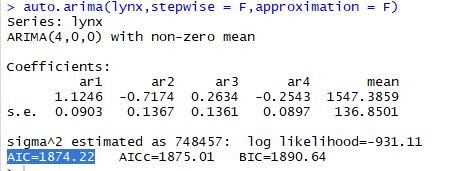 > auto.arima(lynx,stepwise = F,approximation = F)
Series: lynx
ARIMA(4,0,0) with non-zero mean
Coefficients:
ar1 ar2 ar3 ar4 mean
1.1246 -0.7174 0.2634 -0.2543 1547.3859
s.e. 0.0903 0.1367 0.1361 0.0897 136.8501
sigma^2 estimated as 748457: log likelihood=-931.11
AIC=1874.22 AICc=1875.01 BIC=1890.64
>